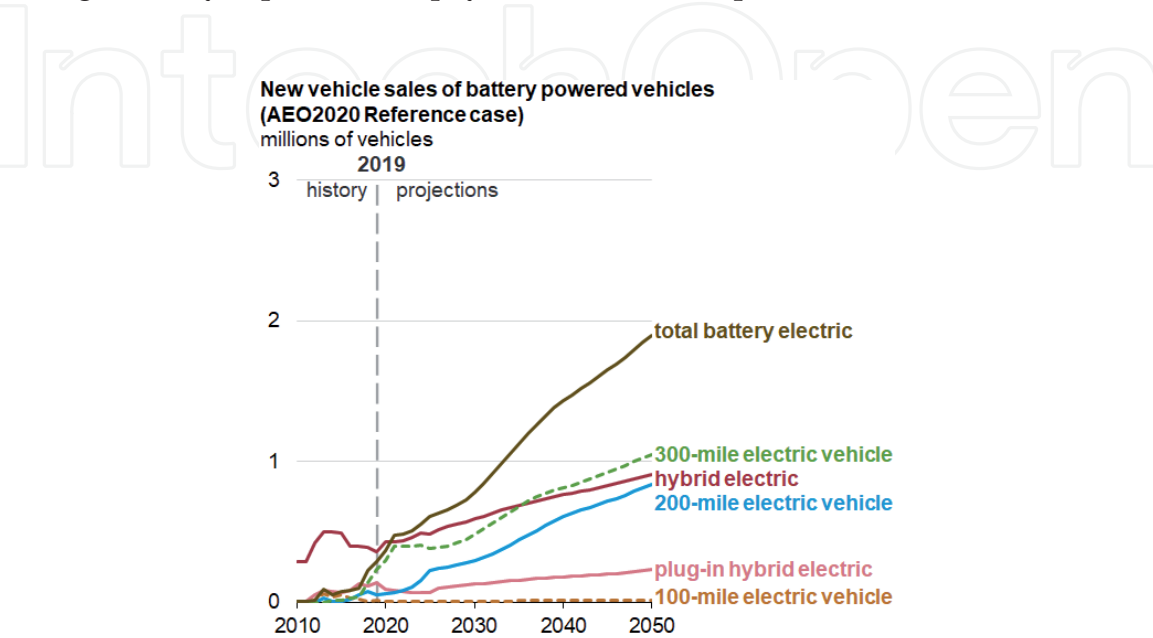 IntechOpen
New vehicle sales of battery powered vehicles
(AEO2020 Reference case)
millions of vehicles
2019
3
history
projections
2
total battery electric
1
300-mile electric vehicle
hybrid electric
200-mile electric vehicle
plug-in hybrid electric
0
100-mile electric vehicle
2010 2020 2030 2040 2050